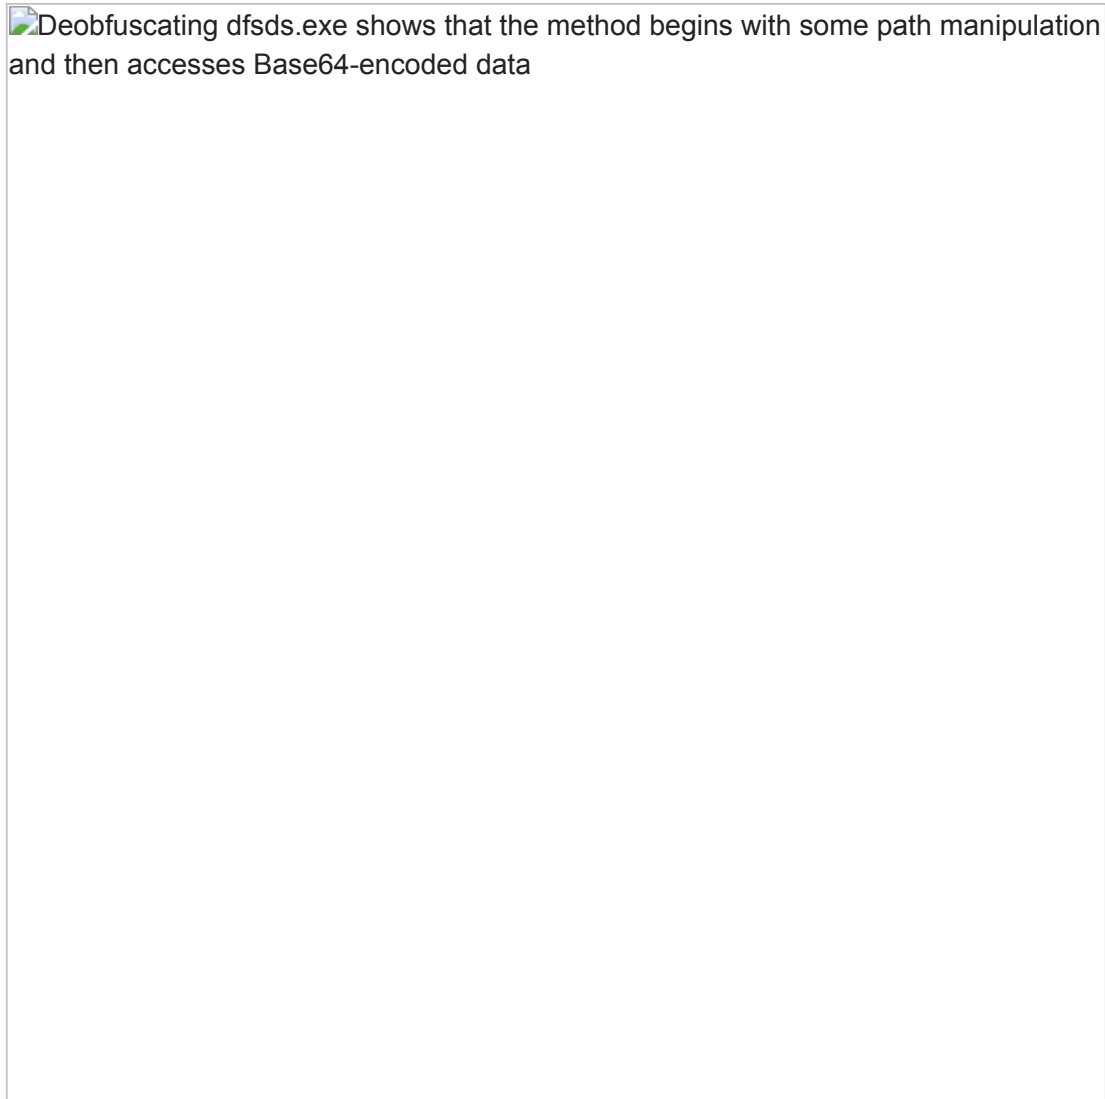 Deobfuscating dfsds.exe shows that the method begins with some path manipulation
and then accesses Base64-encoded data